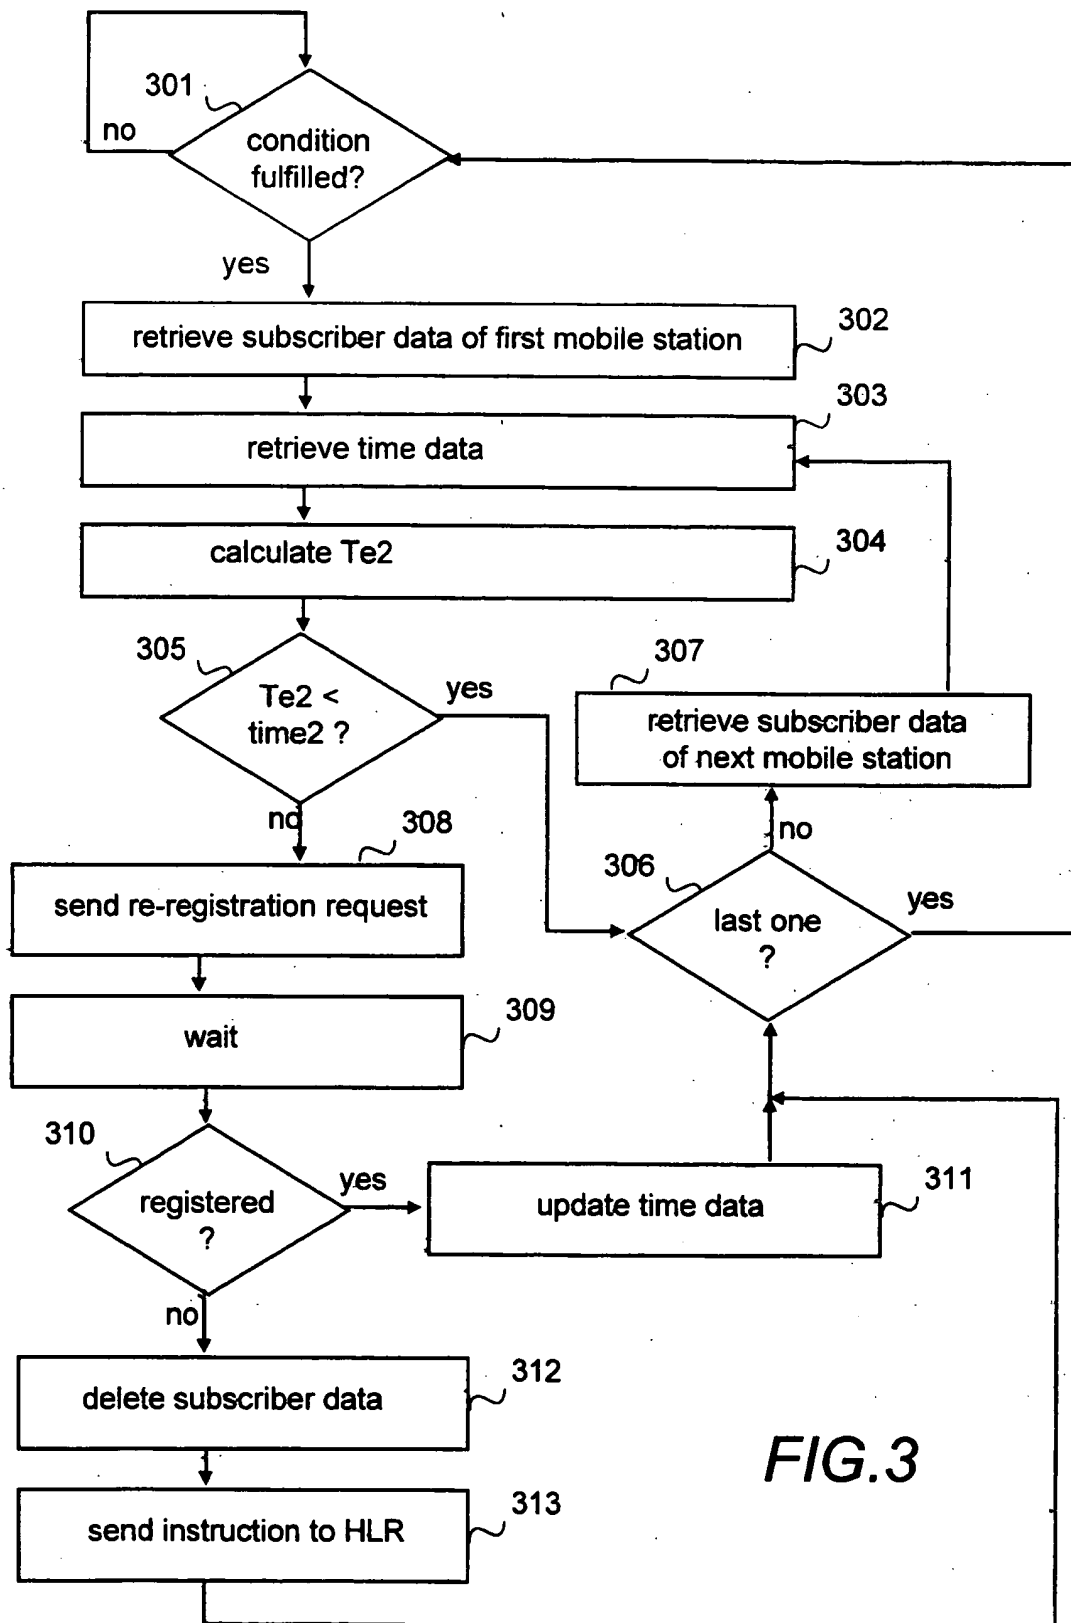 301
no
condition
fulfilled?
yes
retrieve subscriber data of first mobile station
302
303
retrieve time data
calculate Te2
304
305
Te2 <
time2 ?
yes
307
retrieve subscriber data
of next mobile station
no
308
no
306
send re-registration request
last one
?
yes
wait
309
310
registered
?
yes
update time data
311
no
delete subscriber data
312
send instruction to HLR
313
FIG.3